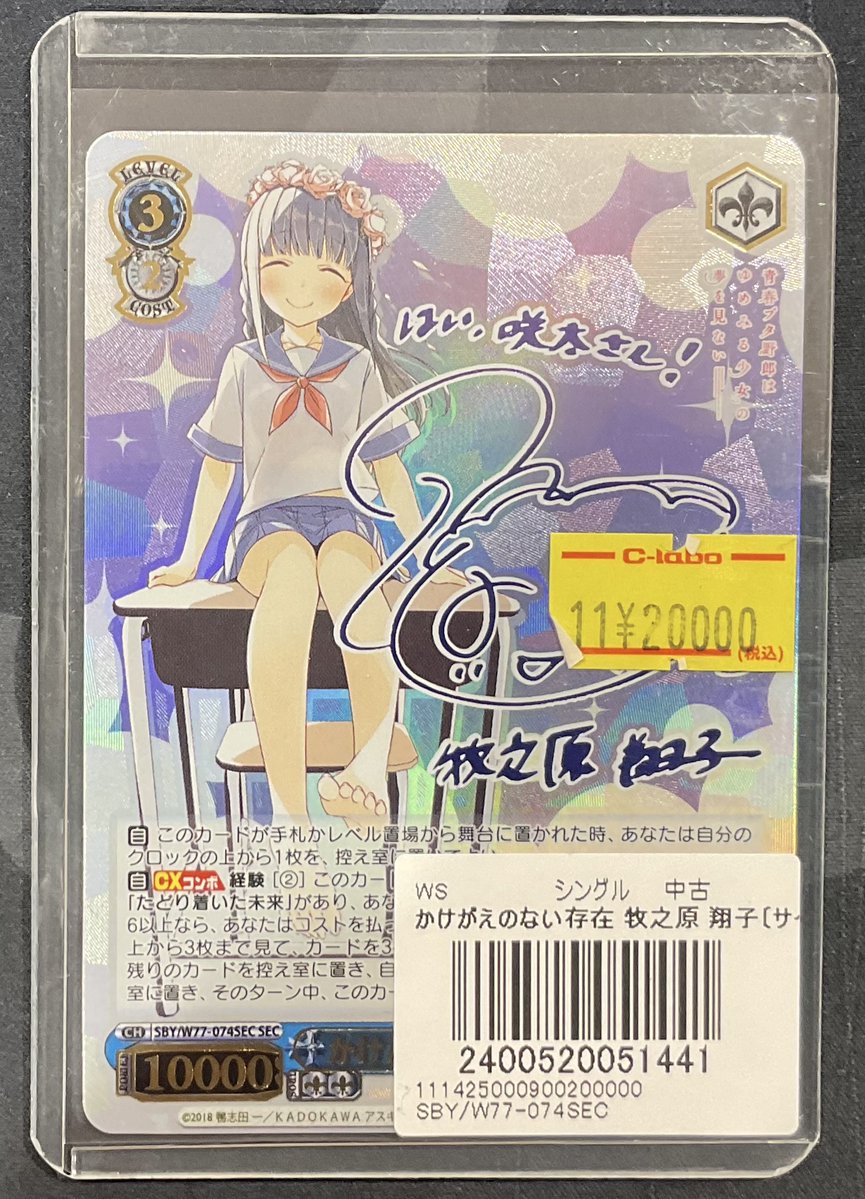 LEVEL
3
2
COST
青春ブタ野郎は
ゆめみる少女の
夢を見ない
はい、咲太さん!
C-labo
11¥20000
(税込)
牧之原 翔子
自 このカードが手札かレベル置場から舞台に置かれた時、あなたは自分の
クロックの上から1枚を、控え室に
自 CXコンボ 経験 [②] このカー
「たどり着いた未来」があり、あな
6以上なら、あなたはコストを払
上から3枚まで見て、カードを3
残りのカードを控え室に置き、自
室に置き、そのターン中、このカー
CH SBY/W77-074SEC SEC
10000
かけ
©2018 鴨志田 一/KADOKAWA アスキ
WS シングル 中古
かけがえのない存在 牧之原 翔子〔サイ
2400520051441
111425000900200000
SBY/W77-074SEC